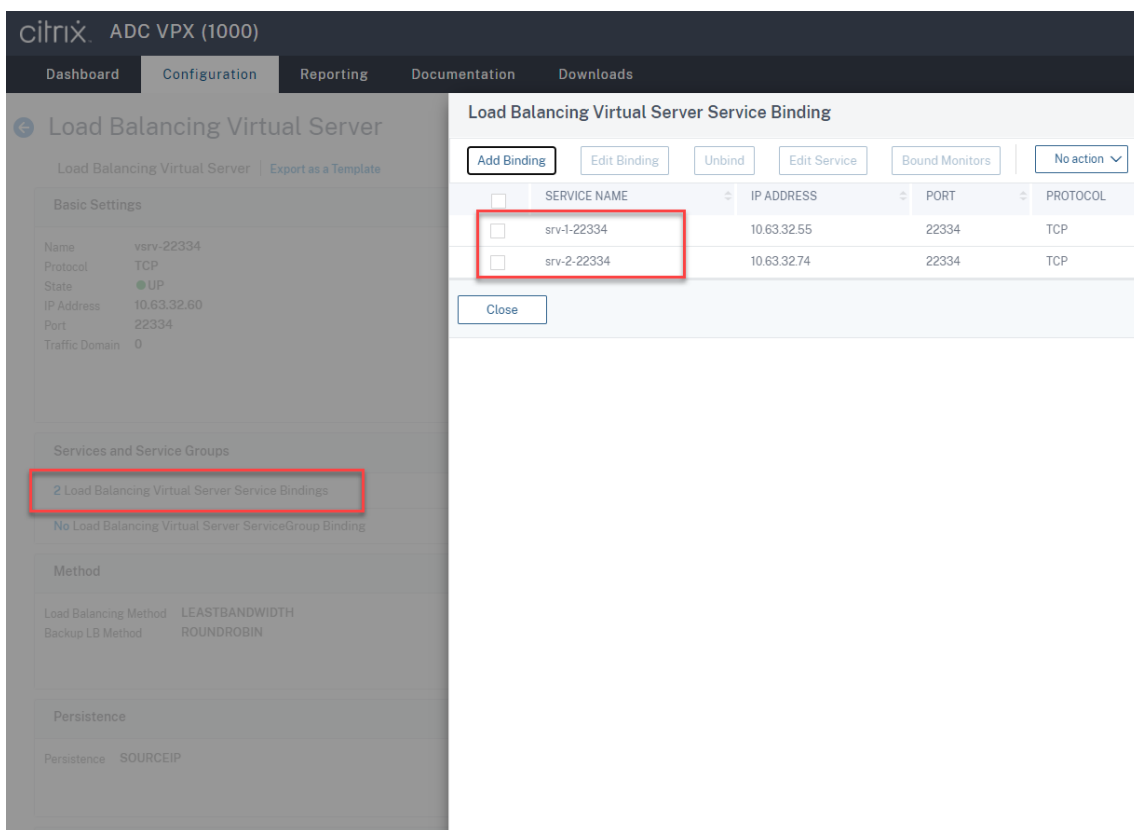 citrix. ADC VPX (1000)
Dashboard Configuration Reporting Documentation Downloads
Load Balancing Virtual Server
Load Balancing Virtual Server | Export as a Template
Basic Settings
Name vsrv-22334
Protocol TCP
State UP
IP Address 10.63.32.60
Port 22334
Traffic Domain 0
Services and Service Groups
2 Load Balancing Virtual Server Service Bindings
No Load Balancing Virtual Server ServiceGroup Binding
Method
Load Balancing Method LEASTBANDWIDTH
Backup LB Method ROUNDROBIN
Persistence
Persistence SOURCEIP
Load Balancing Virtual Server Service Binding
Add Binding Edit Binding Unbind Edit Service Bound Monitors No action
SERVICE NAME IP ADDRESS PORT PROTOCOL
srv-1-22334 10.63.32.55 22334 TCP
srv-2-22334 10.63.32.74 22334 TCP
Close